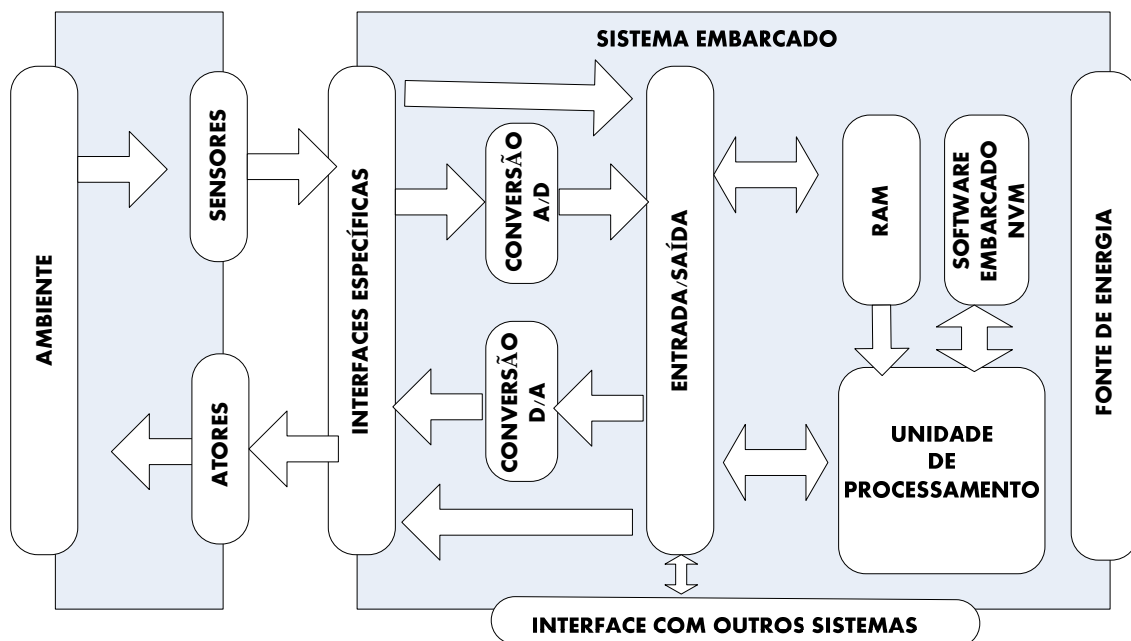 SISTEMA EMBARCADO
AMBIENTE
SENSORES
ATORES
INTERFACES ESPECÍFICAS
CONVERSÃO
A/D
CONVERSÃO
D/A
ENTRADA/SAÍDA
RAM
SOFTWARE
EMBARCADO
NVM
UNIDADE
DE
PROCESSAMENTO
FONTE DE ENERGIA
INTERFACE COM OUTROS SISTEMAS